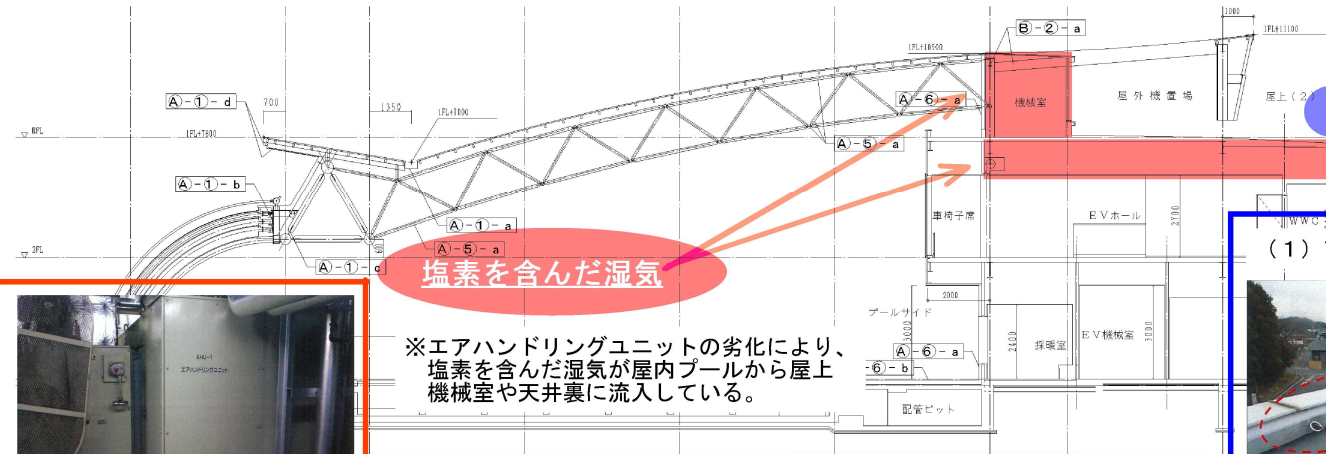 1000
Ⓑ-②-a
1FL+11100
1FL+10500
Ⓐ-①-d
700
1350
Ⓐ-⑥-a
機械室
屋外機置場
屋上(2)
1FL+8000
1FL+7800
RFL
Ⓐ-⑤-a
Ⓐ-①-b
車椅子席
EVホール
2700
Ⓐ-①-a
WWC
2FL
Ⓐ-⑤-a
(1)
Ⓐ-①-c
塩素を含んだ湿気
2000
プールサイド
3000
2400
採暖室
EV機械室
3000
※エアハンドリングユニットの劣化により、
塩素を含んだ湿気が屋内プールから屋上
機械室や天井裏に流入している。
Ⓐ-⑥-a
⑥-b
AHU-1
エアハンドリングユニット
配管ピット